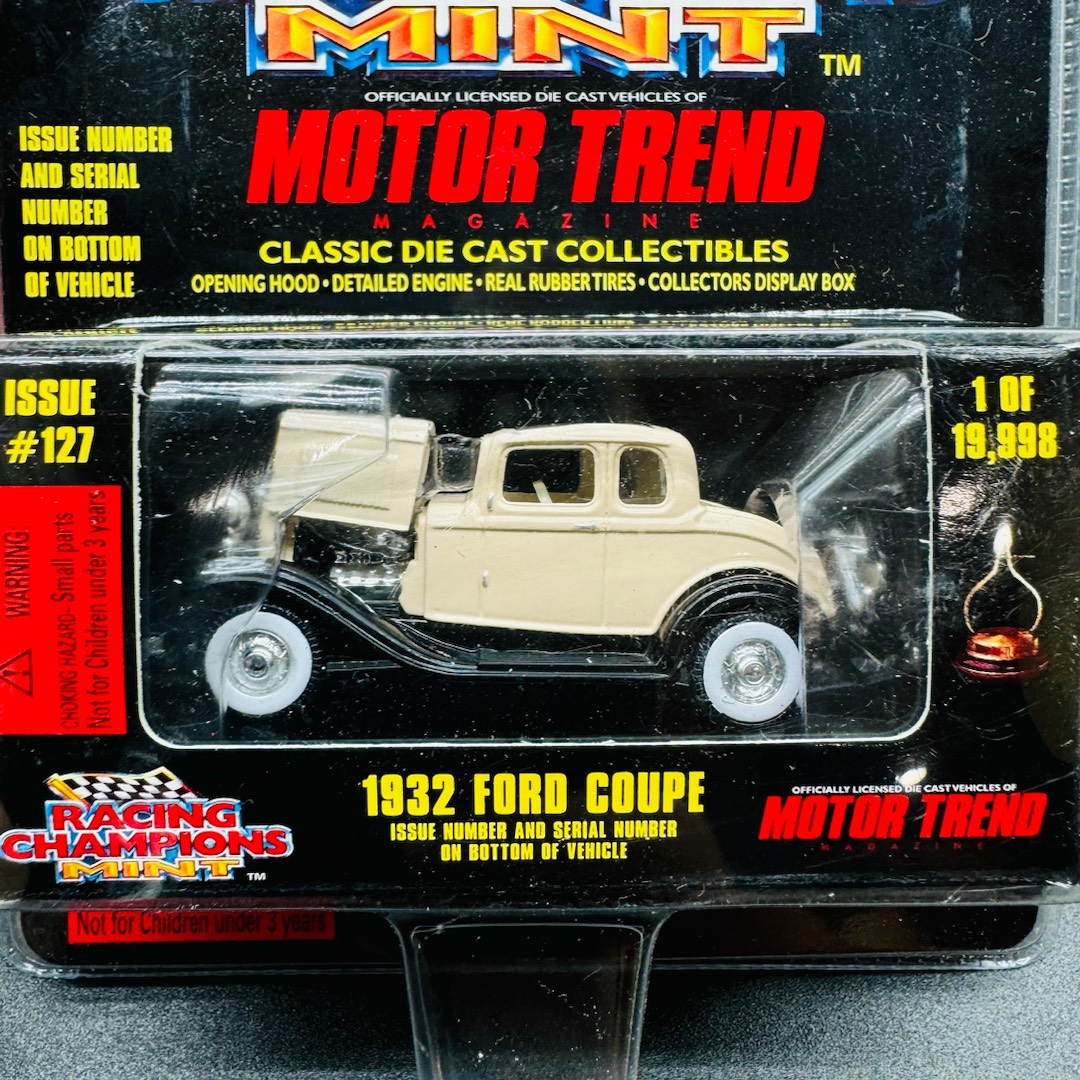 MINT TM
OFFICIALLY LICENSED DIE CAST VEHICLES OF
MOTOR TREND
MAGAZINE
CLASSIC DIE CAST COLLECTIBLES
OPENING HOOD • DETAILED ENGINE • REAL RUBBER TIRES • COLLECTORS DISPLAY BOX
ISSUE NUMBER
AND SERIAL
NUMBER
ON BOTTOM
OF VEHICLE
ISSUE
#127
1 OF
19,998
WARNING:
CHOKING HAZARD- Small parts
Not for Children under 3 years
RACING
CHAMPIONS
MINT TM
1932 FORD COUPE
ISSUE NUMBER AND SERIAL NUMBER
ON BOTTOM OF VEHICLE
OFFICIALLY LICENSED DIE CAST VEHICLES OF
MOTOR TREND
MAGAZINE
Not for Children under 3 years